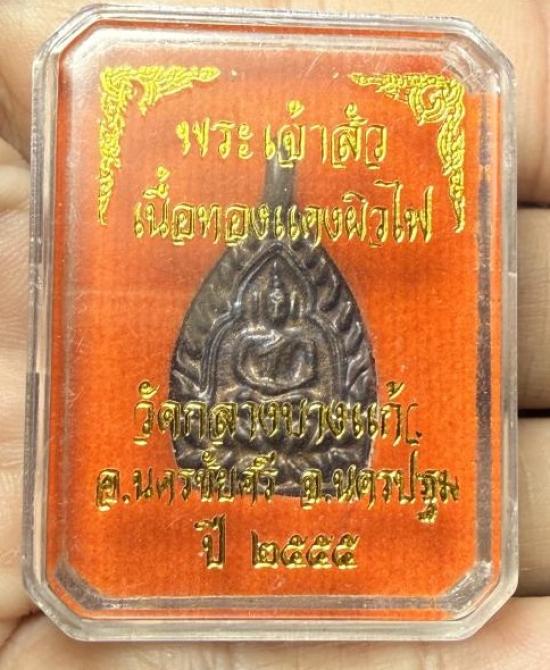 พระเจ้าสัว
เนื้อทองแดงผิวไฟ
วัดกลางบางแก้ว
อ.นครชัยศรี จ.นครปฐม
ปี ๒๕๕๕